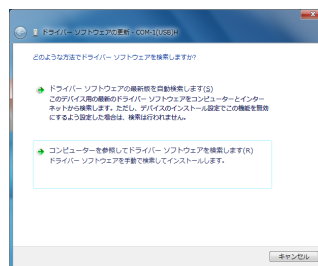 ドライバー ソフトウェアの更新 - COM-1(USB)H
どのような方法でドライバー ソフトウェアを検索しますか?
ドライバー ソフトウェアの最新版を自動検索します(S)
このデバイス用の最新のドライバー ソフトウェアをコンピューターとインター
ネットから検索します。ただし、デバイスのインストール設定でこの機能を無効
にするよう設定した場合は、検索は行われません。
コンピューターを参照してドライバー ソフトウェアを検索します(R)
ドライバー ソフトウェアを手動で検索してインストールします。
キャンセル